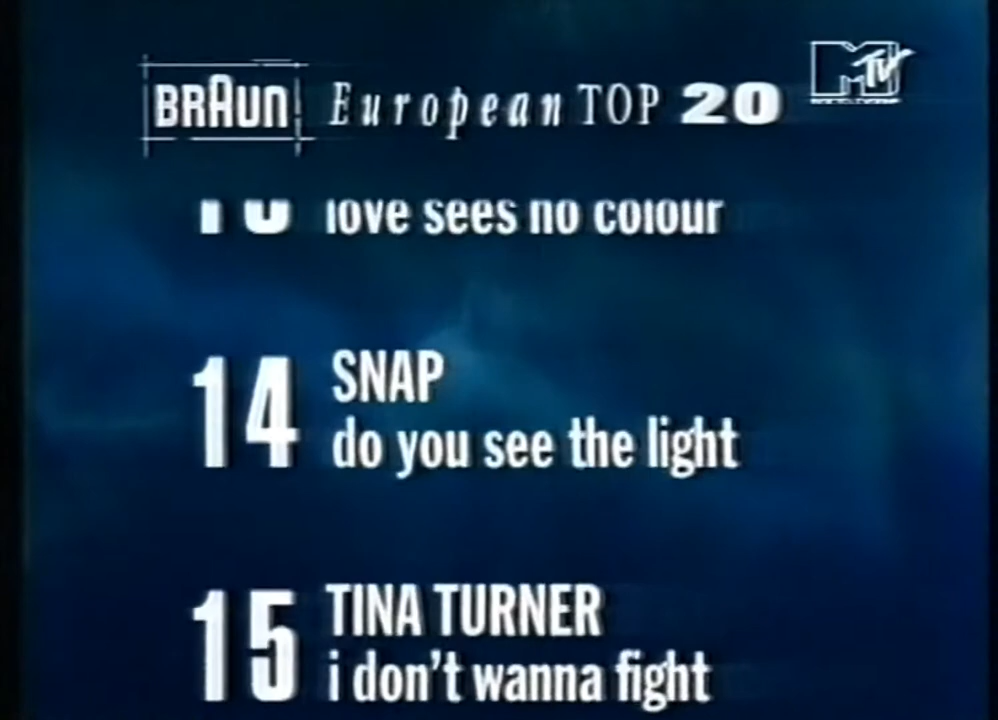 BRAUN European TOP 20 MTV
love sees no colour
14 SNAP
do you see the light
15 TINA TURNER
i don't wanna fight